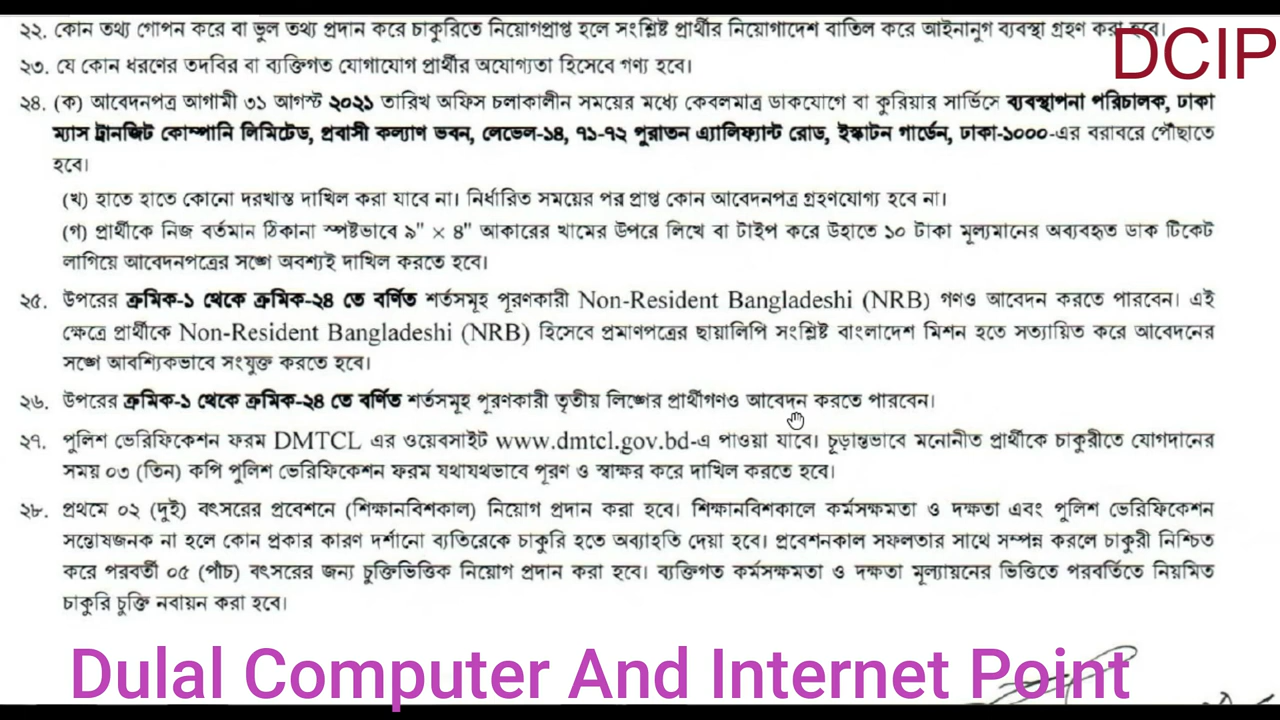 ২২. কোন তথ্য গোপন করে বা ভুল তথ্য প্রদান করে চাকুরিতে নিয়োগপ্রাপ্ত হলে সংশ্লিষ্ট প্রার্থীর নিয়োগাদেশ বাতিল করে আইনানুগ ব্যবস্থা গ্রহণ করা হবে।
DCIP
২৩. যে কোন ধরণের তদবির বা ব্যক্তিগত যোগাযোগ প্রার্থীর অযোগ্যতা হিসেবে গণ্য হবে।
২৪. (ক) আবেদনপত্র আগামী ৩১ আগস্ট ২০২১ তারিখ অফিস চলাকালীন সময়ের মধ্যে কেবলমাত্র ডাকযোগে বা কুরিয়ার সার্ভিসে ব্যবস্থাপনা পরিচালক, ঢাকা
ম্যাস ট্রানজিট কোম্পানি লিমিটেড, প্রবাসী কল্যাণ ভবন, লেভেল-১৪, ৭১-৭২ পুরাতন এ্যালিফ্যান্ট রোড, ইস্কাটন গার্ডেন, ঢাকা-১০০০-এর বরাবরে পৌঁছাতে
হবে।
(খ) হাতে হাতে কোনো দরখাস্ত দাখিল করা যাবে না। নির্ধারিত সময়ের পর প্রাপ্ত কোন আবেদনপত্র গ্রহণযোগ্য হবে না।
(গ) প্রার্থীকে নিজ বর্তমান ঠিকানা স্পষ্টভাবে ৯" × ৪" আকারের খামের উপরে লিখে বা টাইপ করে উহাতে ১০ টাকা মূল্যমানের অব্যবহৃত ডাক টিকেট
লাগিয়ে আবেদনপত্রের সঙ্গে অবশ্যই দাখিল করতে হবে।
২৫. উপরের ক্রমিক-১ থেকে ক্রমিক-২৪ তে বর্ণিত শর্তসমূহ পূরণকারী Non-Resident Bangladeshi (NRB) গণও আবেদন করতে পারবেন। এই
ক্ষেত্রে প্রার্থীকে Non-Resident Bangladeshi (NRB) হিসেবে প্রমাণপত্রের ছায়ালিপি সংশ্লিষ্ট বাংলাদেশ মিশন হতে সত্যায়িত করে আবেদনের
সঙ্গে আবশ্যিকভাবে সংযুক্ত করতে হবে।
২৬. উপরের ক্রমিক-১ থেকে ক্রমিক-২৪ তে বর্ণিত শর্তসমূহ পূরণকারী তৃতীয় লিঙ্গের প্রার্থীগণও আবেদন করতে পারবেন।
২৭. পুলিশ ভেরিফিকেশন ফরম DMTCL এর ওয়েবসাইট www.dmtcl.gov.bd-এ পাওয়া যাবে। চূড়ান্তভাবে মনোনীত প্রার্থীকে চাকুরীতে যোগদানের
সময় ০৩ (তিন) কপি পুলিশ ভেরিফিকেশন ফরম যথাযথভাবে পূরণ ও স্বাক্ষর করে দাখিল করতে হবে।
২৮. প্রথমে ০২ (দুই) বৎসরের প্রবেশনে (শিক্ষানবিশকাল) নিয়োগ প্রদান করা হবে। শিক্ষানবিশকালে কর্মসক্ষমতা ও দক্ষতা এবং পুলিশ ভেরিফিকেশন
সন্তোষজনক না হলে কোন প্রকার কারণ দর্শানো ব্যতিরেকে চাকুরি হতে অব্যাহতি দেয়া হবে। প্রবেশনকাল সফলতার সাথে সম্পন্ন করলে চাকুরী নিশ্চিত
করে পরবর্তী ০৫ (পাঁচ) বৎসরের জন্য চুক্তিভিত্তিক নিয়োগ প্রদান করা হবে। ব্যক্তিগত কর্মসক্ষমতা ও দক্ষতা মূল্যায়নের ভিত্তিতে পরবর্তিতে নিয়মিত
চাকুরি চুক্তি নবায়ন করা হবে।
Dulal Computer And Internet Point